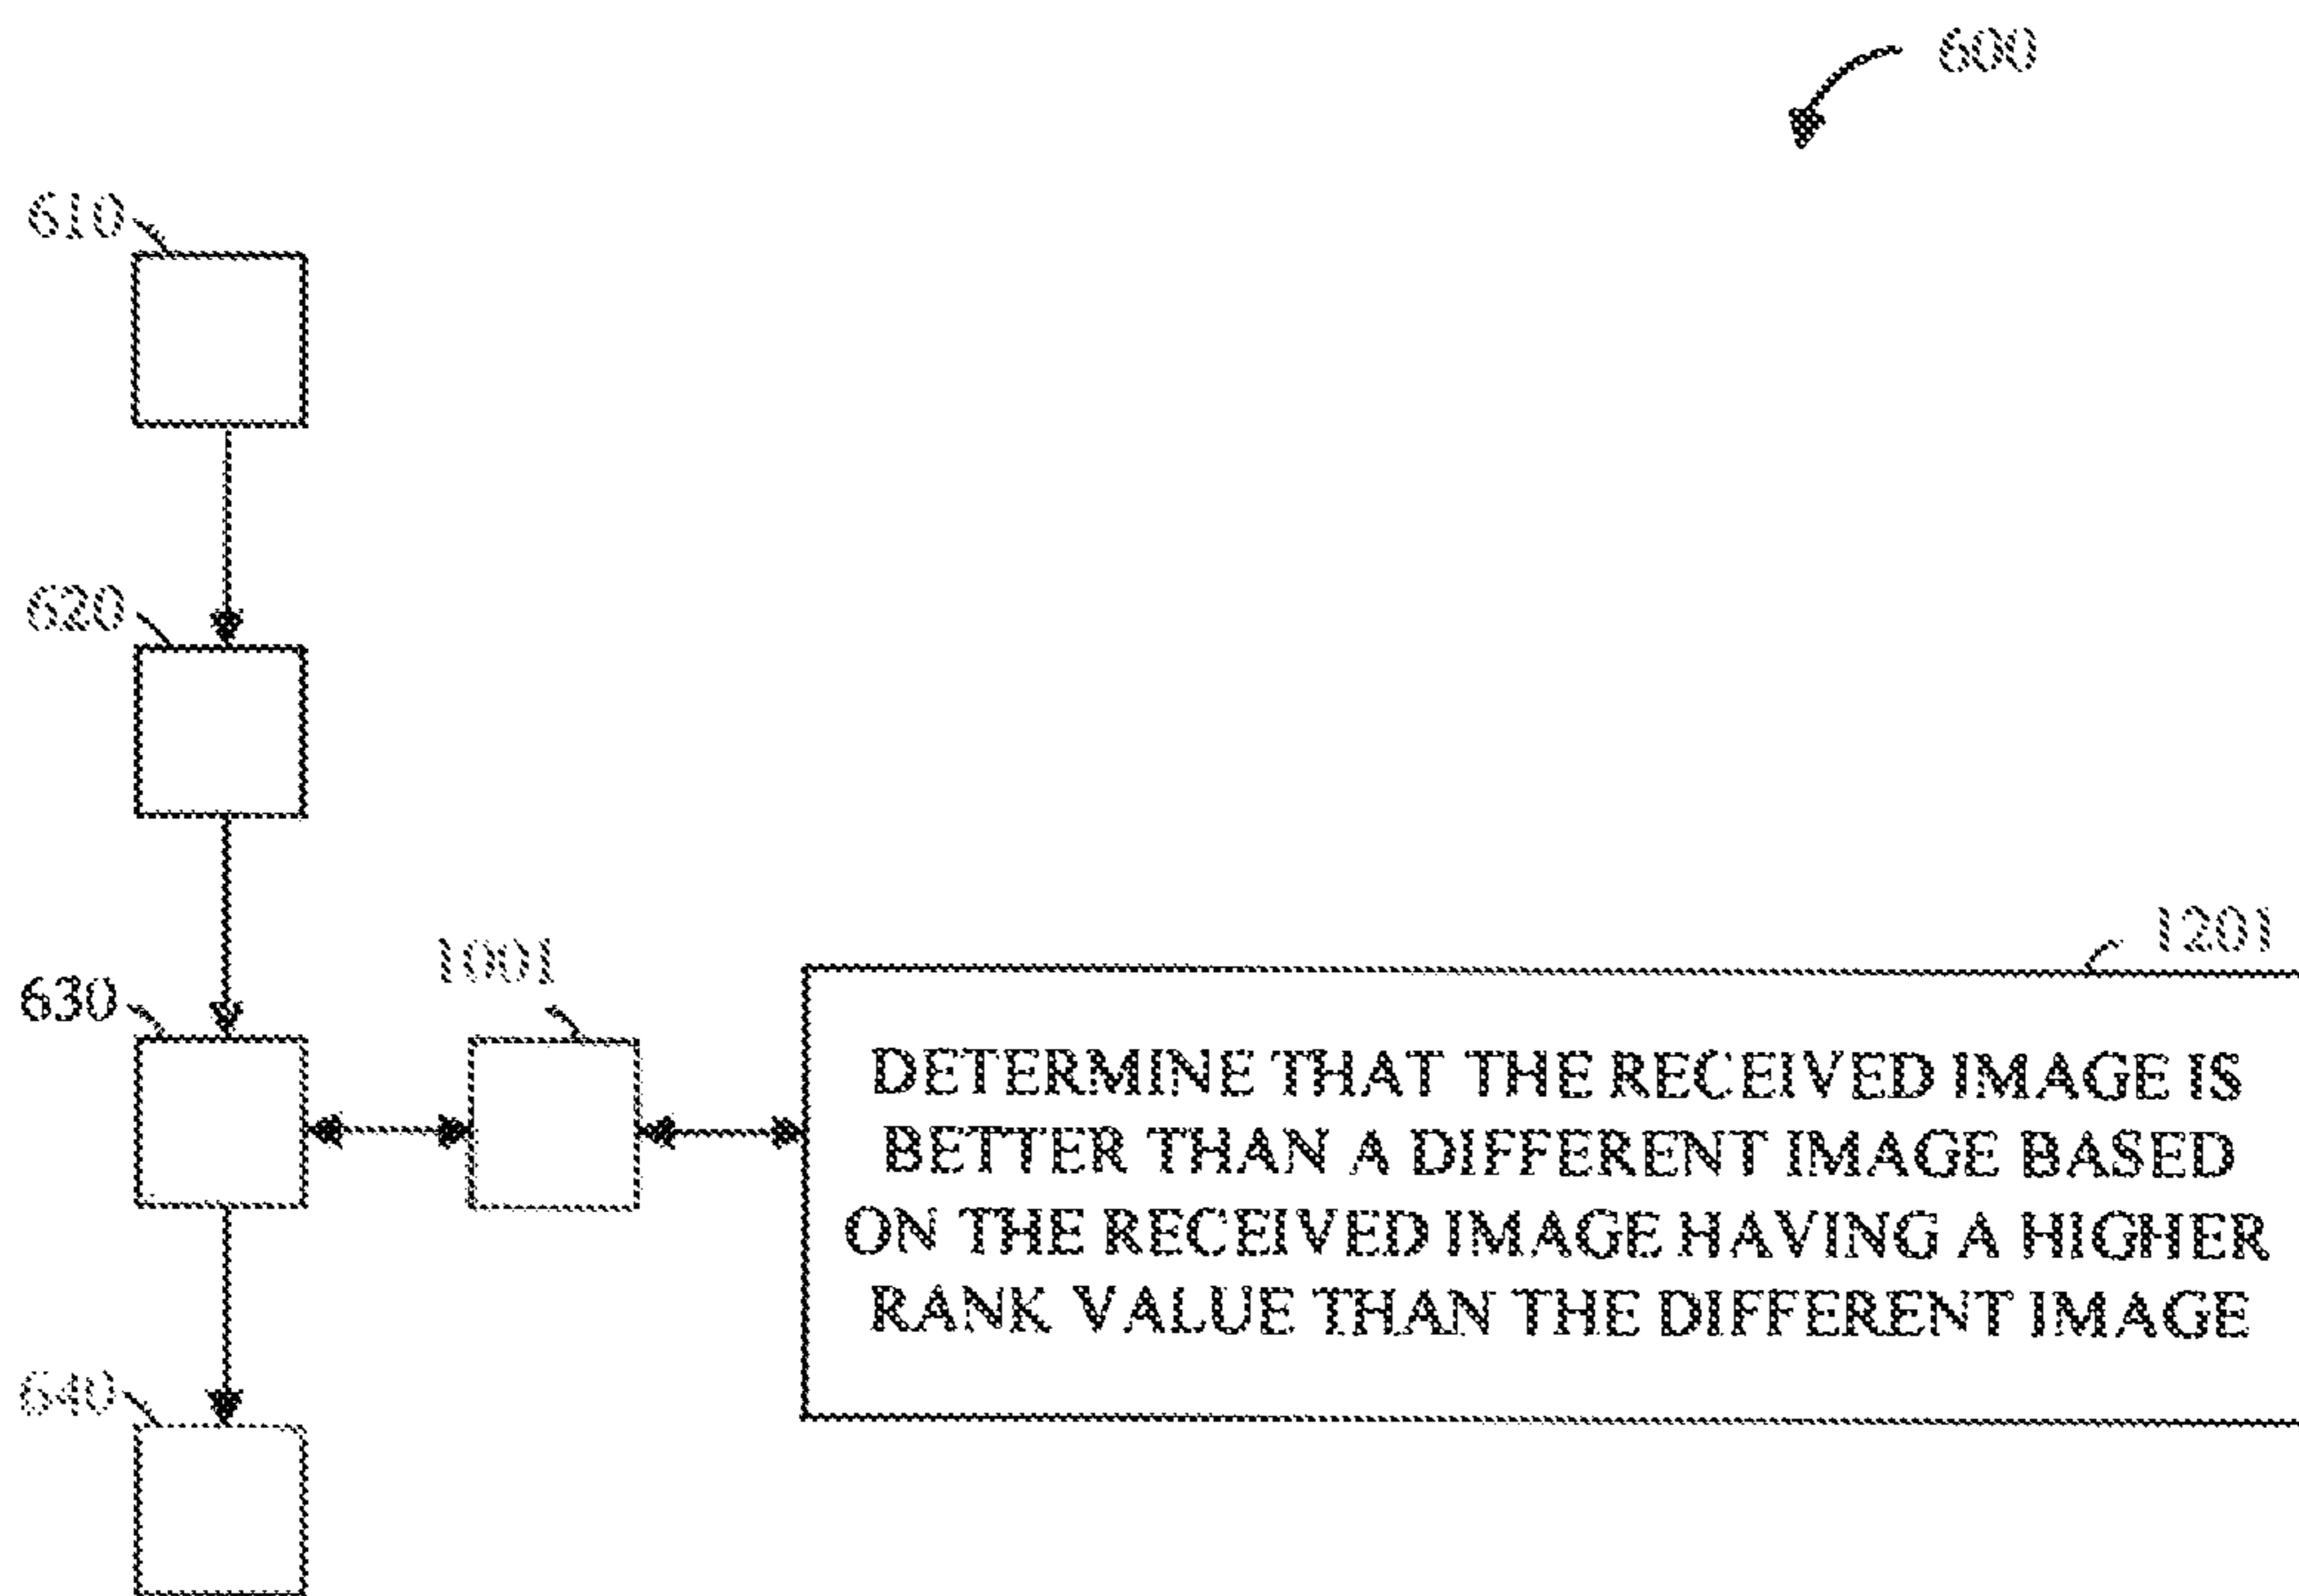 600
610
620
630
1001
1201
DETERMINE THAT THE RECEIVED IMAGE IS
BETTER THAN A DIFFERENT IMAGE BASED
ON THE RECEIVED IMAGE HAVING A HIGHER
RANK VALUE THAN THE DIFFERENT IMAGE
640